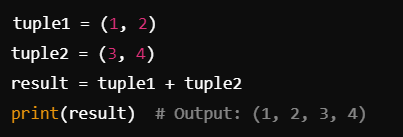 tuple1 = (1, 2)
tuple2 = (3, 4)
result = tuple1 + tuple2
print(result)  # Output: (1, 2, 3, 4)